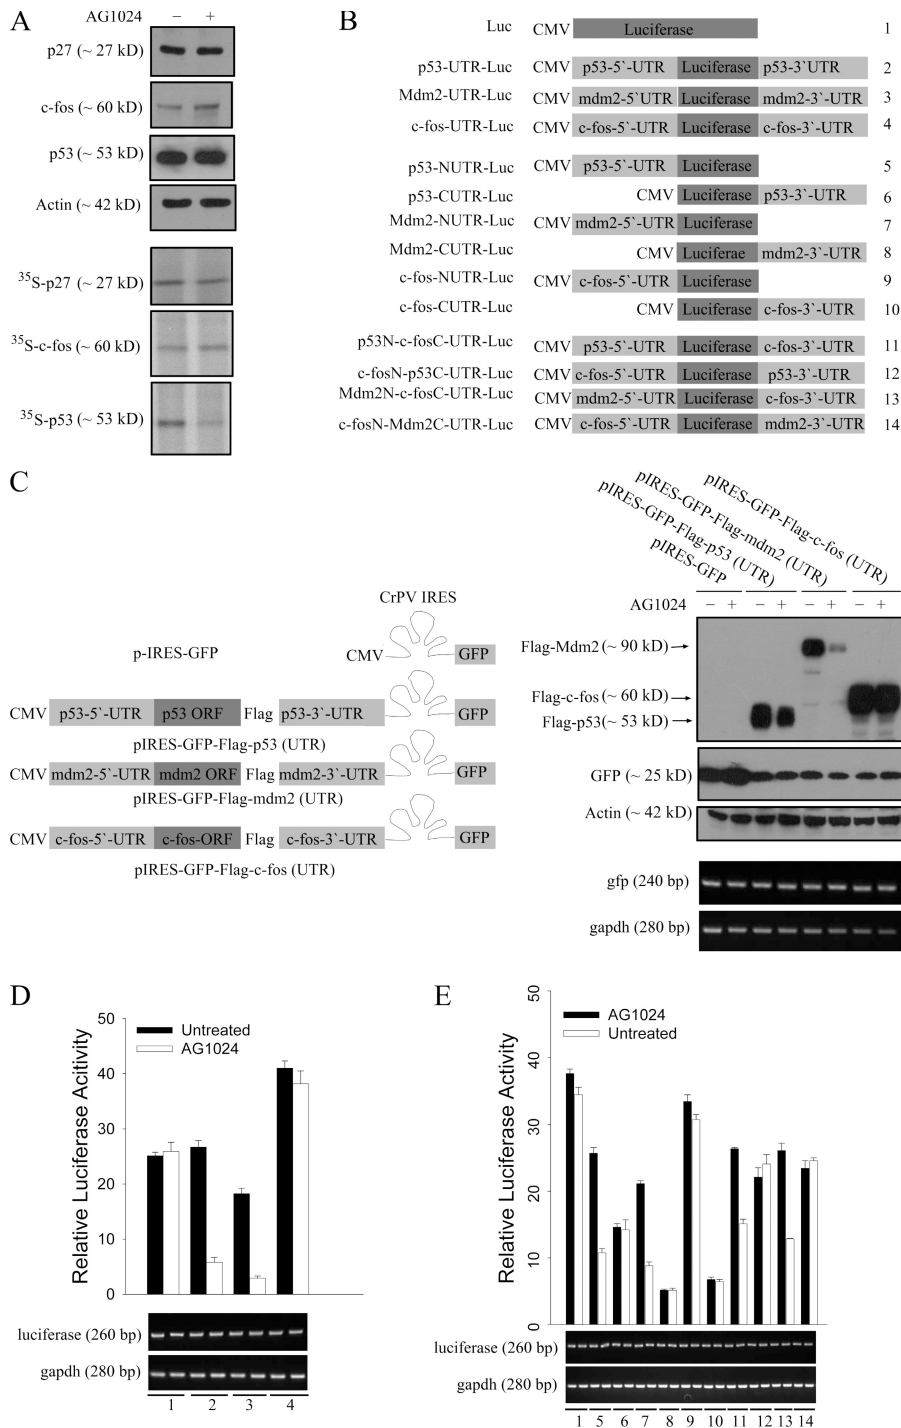 A
AG1024 − +
p27 (~ 27 kD)
c-fos (~ 60 kD)
p53 (~ 53 kD)
Actin (~ 42 kD)
35S-p27 (~ 27 kD)
35S-c-fos (~ 60 kD)
35S-p53 (~ 53 kD)
B
Luc CMV Luciferase 1
p53-UTR-Luc CMV p53-5`-UTR Luciferase p53-3`UTR 2
Mdm2-UTR-Luc CMV mdm2-5`UTR Luciferase mdm2-3`-UTR 3
c-fos-UTR-Luc CMV c-fos-5`-UTR Luciferase c-fos-3`-UTR 4
p53-NUTR-Luc CMV p53-5`-UTR Luciferase 5
p53-CUTR-Luc CMV Luciferase p53-3`-UTR 6
Mdm2-NUTR-Luc CMV mdm2-5`-UTR Luciferase 7
Mdm2-CUTR-Luc CMV Luciferae mdm2-3`-UTR 8
c-fos-NUTR-Luc CMV c-fos-5`-UTR Luciferase 9
c-fos-CUTR-Luc CMV Luciferase c-fos-3`-UTR 10
p53N-c-fosC-UTR-Luc CMV p53-5`-UTR Luciferase c-fos-3`-UTR 11
c-fosN-p53C-UTR-Luc CMV c-fos-5`-UTR Luciferase p53-3`-UTR 12
Mdm2N-c-fosC-UTR-Luc CMV mdm2-5`-UTR Luciferase c-fos-3`-UTR 13
c-fosN-Mdm2C-UTR-Luc CMV c-fos-5`-UTR Luciferase mdm2-3`-UTR 14
C
CrPV IRES
p-IRES-GFP CMV GFP
CMV p53-5`-UTR p53 ORF Flag p53-3`-UTR GFP
pIRES-GFP-Flag-p53 (UTR)
CMV mdm2-5`-UTR mdm2 ORF Flag mdm2-3`-UTR GFP
pIRES-GFP-Flag-mdm2 (UTR)
CMV c-fos-5`-UTR c-fos-ORF Flag c-fos-3`-UTR GFP
pIRES-GFP-Flag-c-fos (UTR)
pIRES-GFP
pIRES-GFP-Flag-p53 (UTR)
pIRES-GFP-Flag-mdm2 (UTR)
pIRES-GFP-Flag-c-fos (UTR)
AG1024 − + − + − + − +
Flag-Mdm2 (~ 90 kD)
Flag-c-fos (~ 60 kD)
Flag-p53 (~ 53 kD)
GFP (~ 25 kD)
Actin (~ 42 kD)
gfp (240 bp)
gapdh (280 bp)
D
Relative Luciferase Acitivity
50
40
30
20
10
0
Untreated
AG1024
luciferase (260 bp)
gapdh (280 bp)
1 2 3 4
E
Relative Luciferase Activity
50
40
30
20
10
0
AG1024
Untreated
luciferase (260 bp)
gapdh (280 bp)
1 5 6 7 8 9 10 11 12 13 14